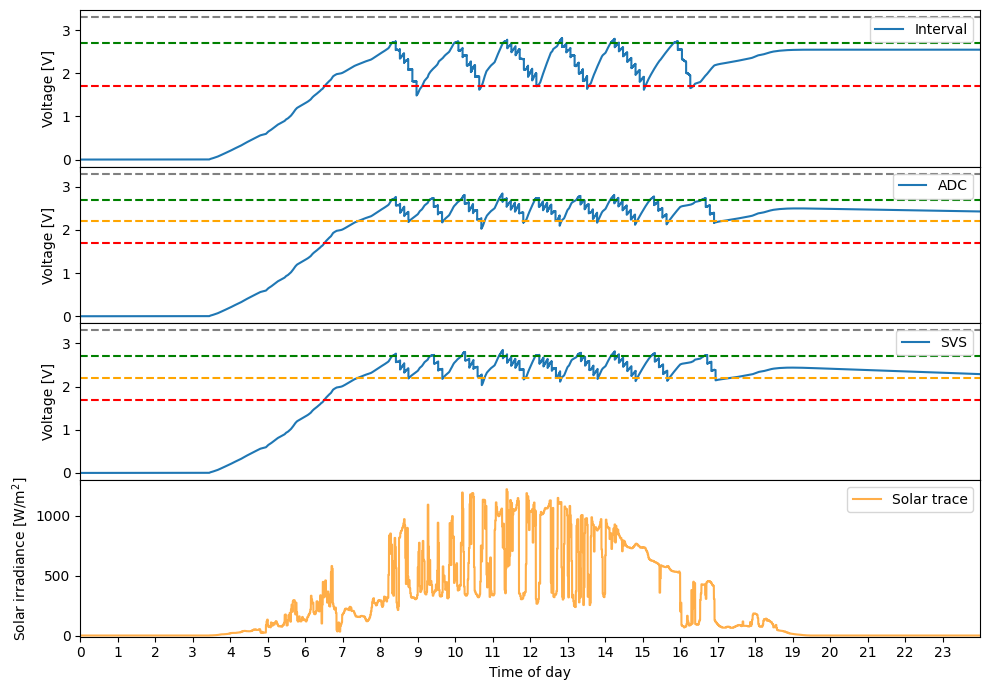 Voltage [V]
3
2
1
0
Interval
Voltage [V]
3
2
1
0
ADC
Voltage [V]
3
2
1
0
SVS
Solar irradiance [W/m²]
1000
500
0
Solar trace
0 1 2 3 4 5 6 7 8 9 10 11 12 13 14 15 16 17 18 19 20 21 22 23
Time of day